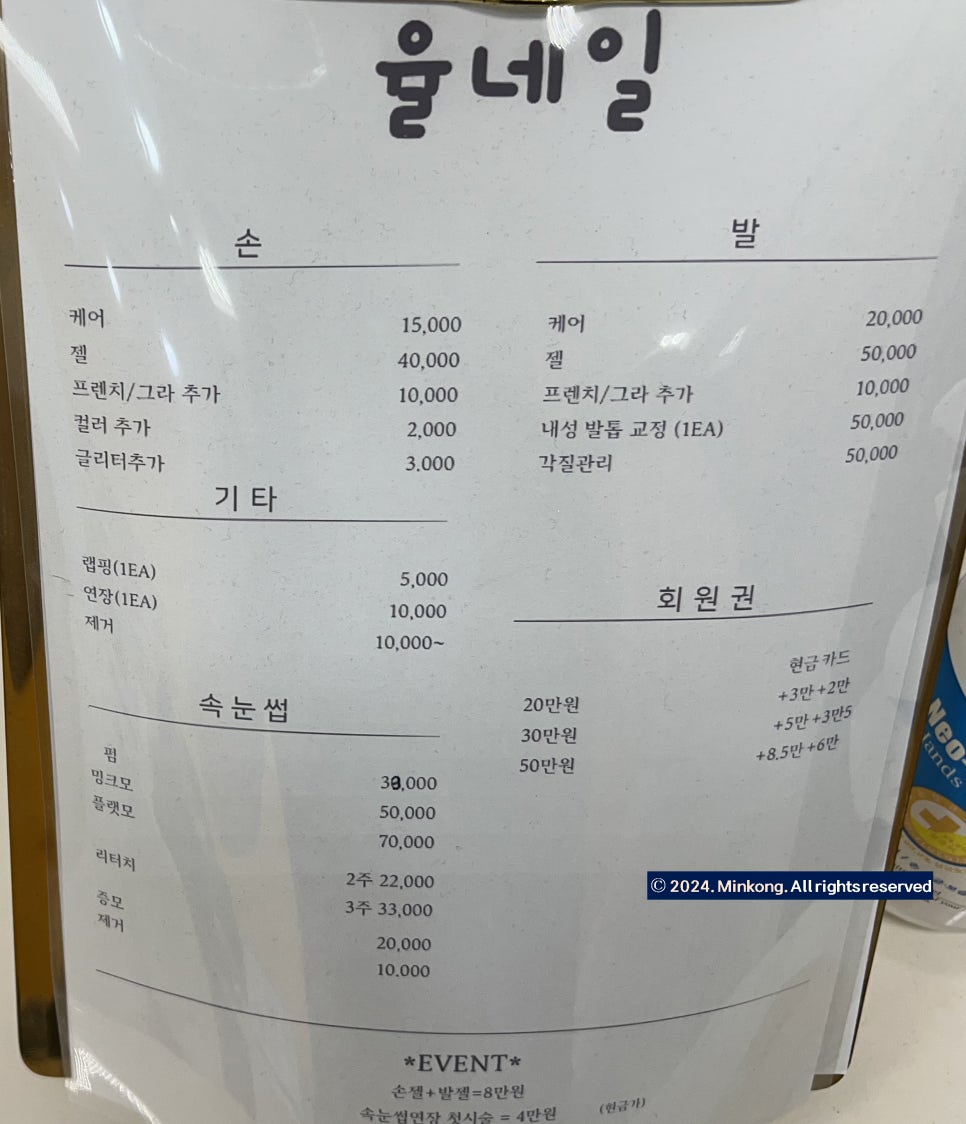 율네일
손
케어 15,000
젤 40,000
프렌치/그라 추가 10,000
컬러 추가 2,000
글리터추가 3.000
기타
랩핑(1EA) 5,000
연장(1EA) 10,000
제거 10,000~
속눈썹
펌
밍크모 3,000
플랫모 50,000
70,000
리터치
2주 22,000
증모 3주 33,000
제거
20,000
10.000
발
케어 20,000
젤 50,000
프렌치/그라 추가 10,000
내성 발톱 교정 (1EA) 50,000
각질관리 50,000
회원권
현금 카드
20만원 +3만 +2만
30만원 +5만 +3만5
50만원 +8.5만 +6만
*EVENT*
손젤+발젤=8만원
속눈썹연장 첫시술 = 4만원 (현금가)
Neo
Hands
© 2024. Minkong. All rights reserved